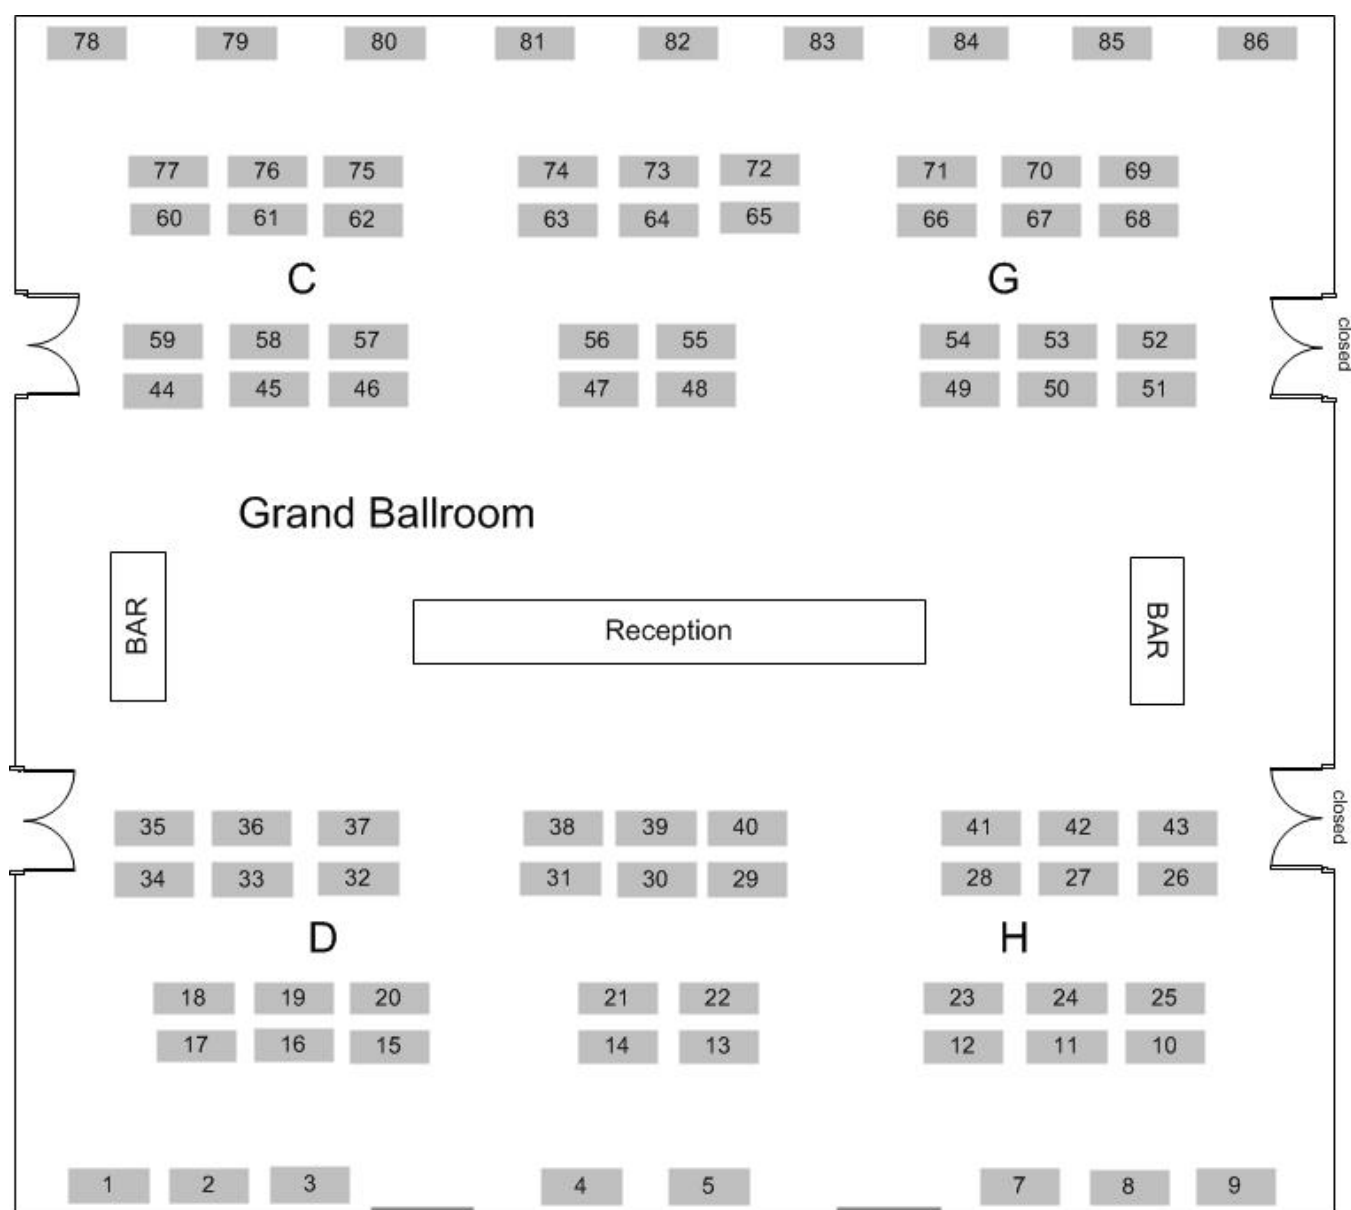 78 79 80 81 82 83 84 85 86
77 76 75 74 73 72 71 70 69
60 61 62 63 64 65 66 67 68
C G
59 58 57 56 55 54 53 52 closed
44 45 46 47 48 49 50 51
Grand Ballroom
BAR Reception BAR
35 36 37 38 39 40 41 42 43 closed
34 33 32 31 30 29 28 27 26
D H
18 19 20 21 22 23 24 25
17 16 15 14 13 12 11 10
1 2 3 4 5 7 8 9